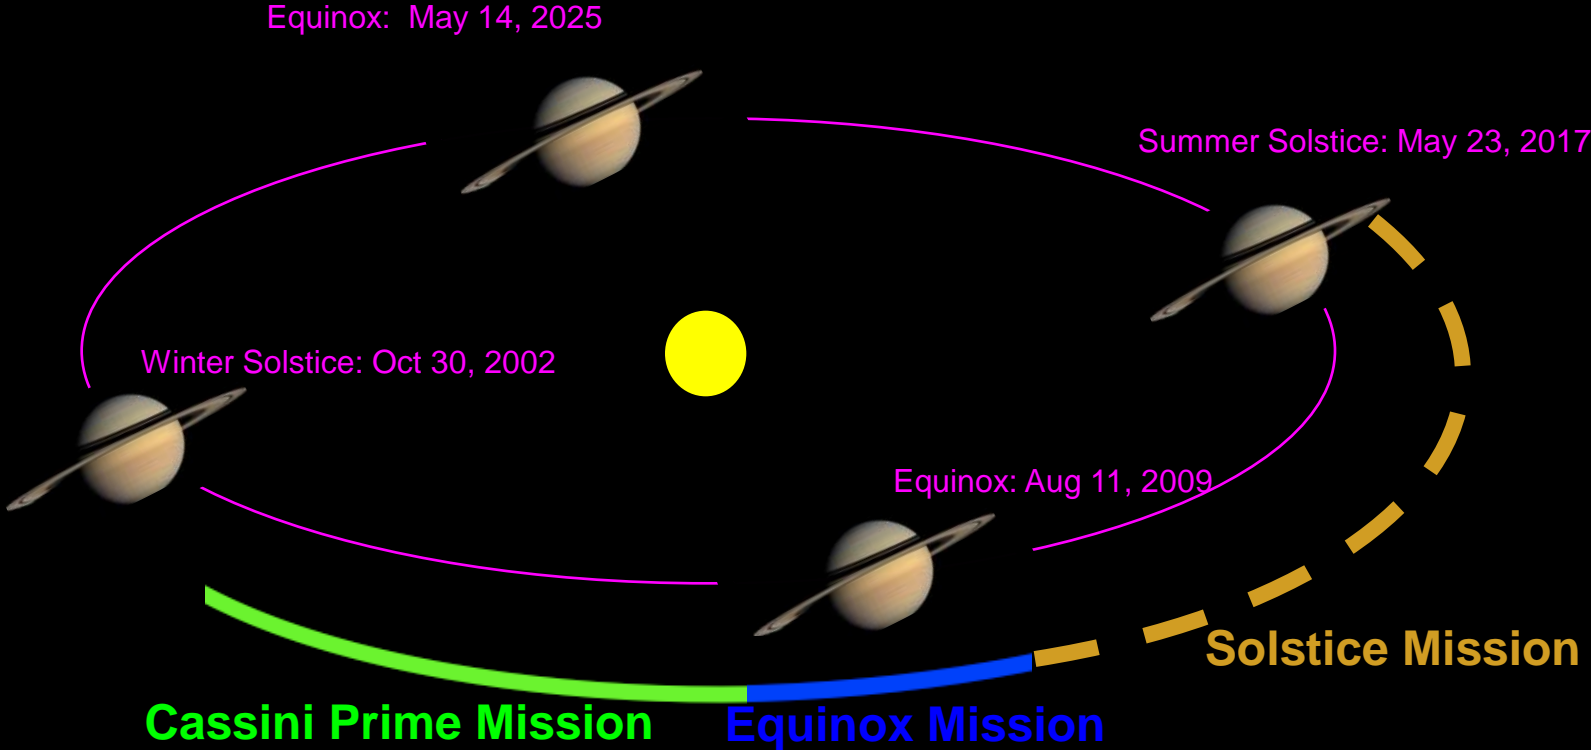 Equinox:  May 14, 2025
Summer Solstice: May 23, 2017
Winter Solstice: Oct 30, 2002
Equinox: Aug 11, 2009
Solstice Mission
Cassini Prime Mission
Equinox Mission